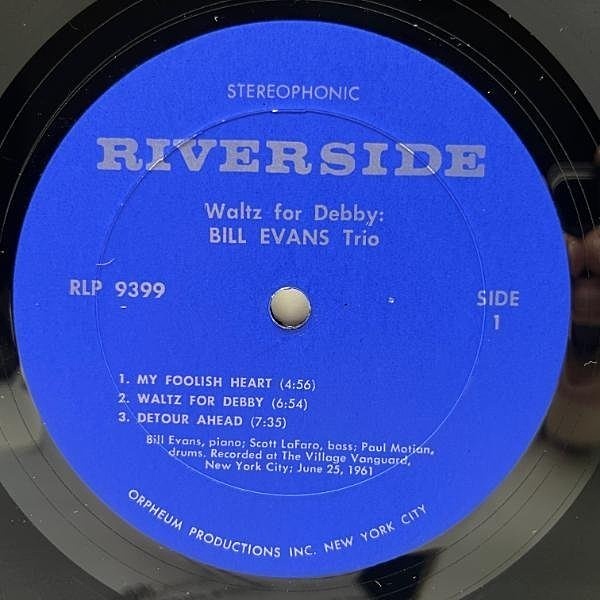 STEREOPHONIC
RIVERSIDE
Waltz for Debby:
BILL EVANS Trio
RLP 9399
SIDE
1
1. MY FOOLISH HEART (4:56)
2. WALTZ FOR DEBBY (6:54)
3. DETOUR AHEAD (7:35)
Bill Evans, piano; Scott LaFaro, bass; Paul Motian,
drums. Recorded at The Village Vanguard,
New York City; June 25, 1961
ORPHEUM PRODUCTIONS INC. NEW YORK CITY